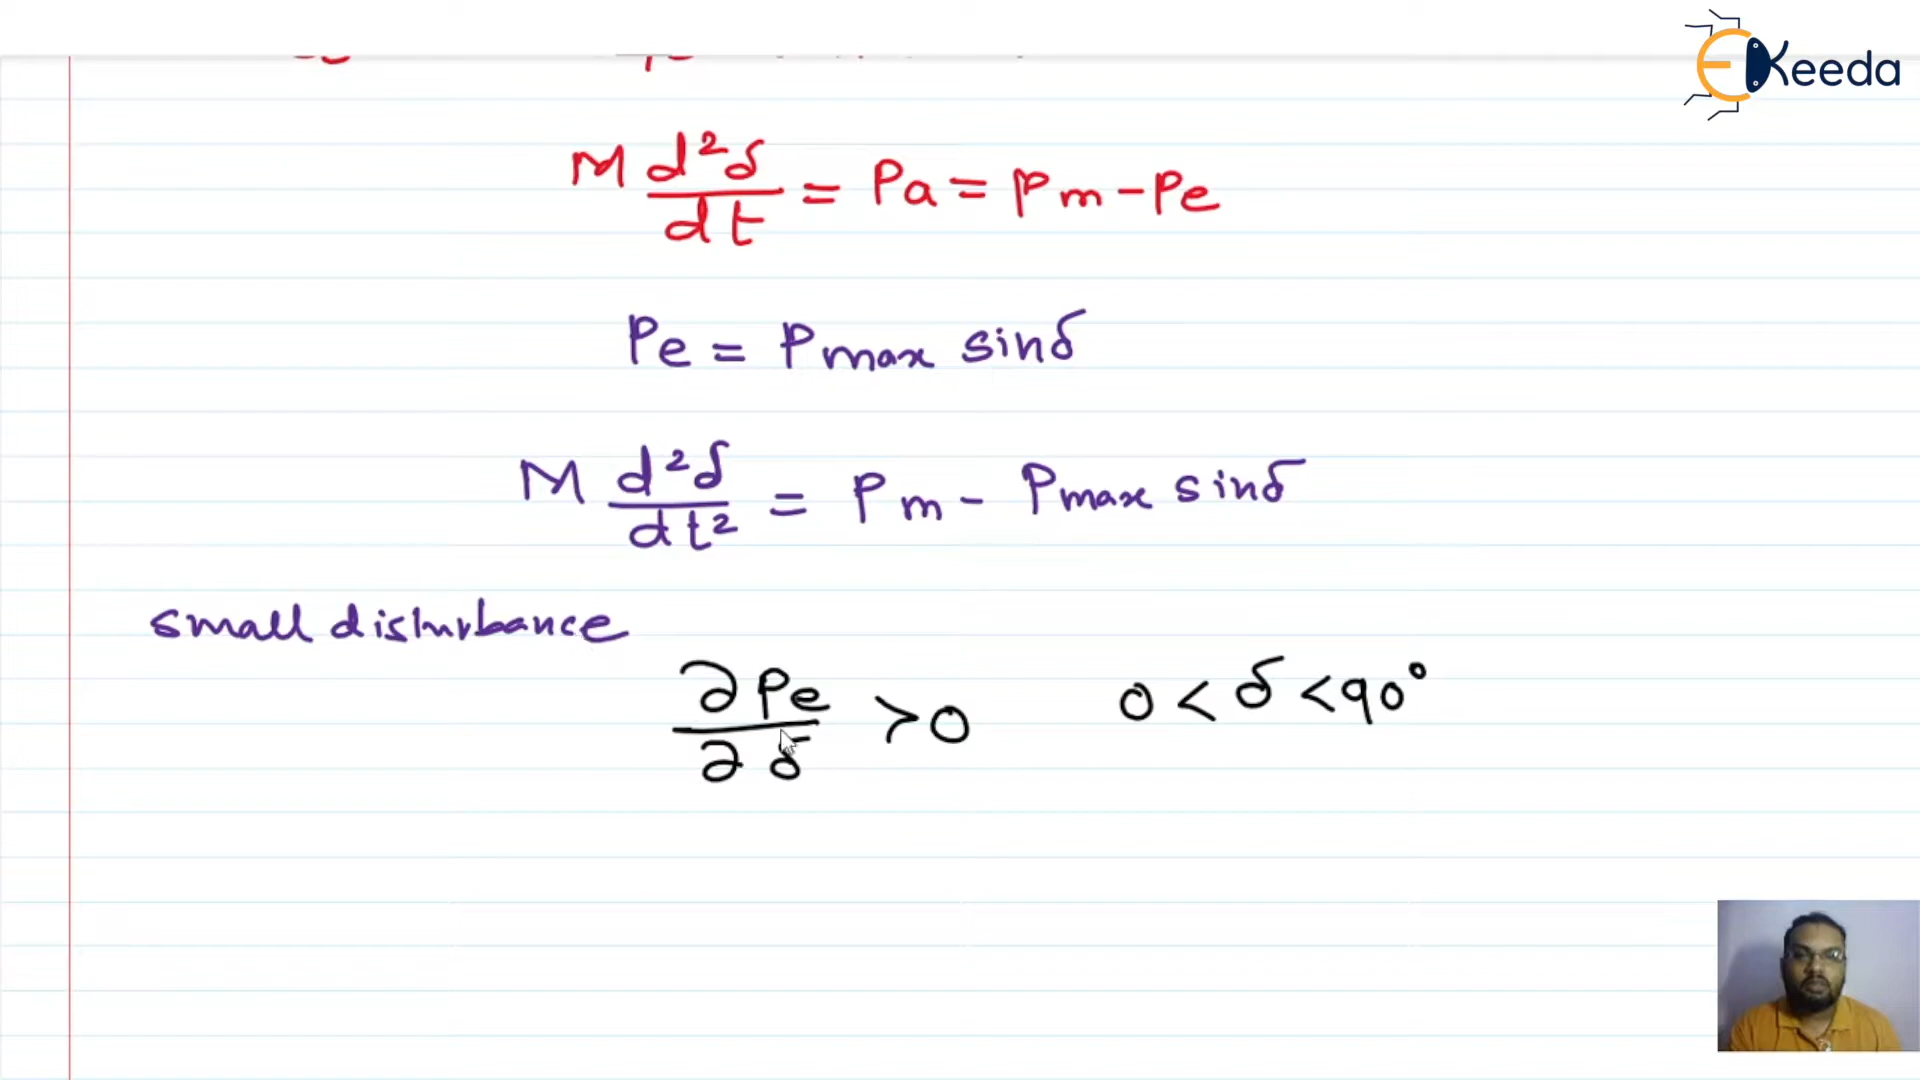 EKeeda
M d²δ/dt = Pa = Pm - Pe
Pe = Pmax sinδ
M d²δ/dt² = Pm - Pmax sinδ
small disturbance
∂Pe/∂δ > 0 0 < δ < 90°